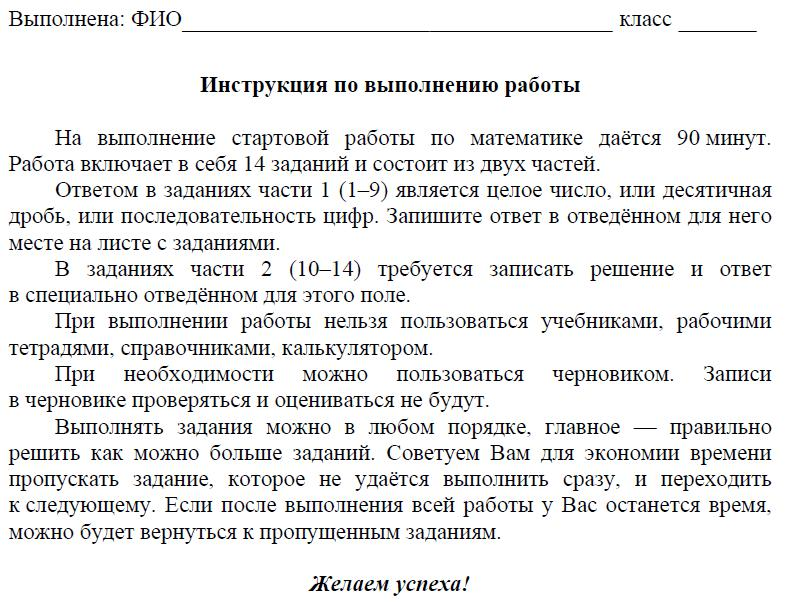 Выполнена: ФИО___________________________________ класс _______
Инструкция по выполнению работы
На выполнение стартовой работы по математике даётся 90 минут.
Работа включает в себя 14 заданий и состоит из двух частей.
Ответом в заданиях части 1 (1–9) является целое число, или десятичная
дробь, или последовательность цифр. Запишите ответ в отведённом для него
месте на листе с заданиями.
В заданиях части 2 (10–14) требуется записать решение и ответ
в специально отведённом для этого поле.
При выполнении работы нельзя пользоваться учебниками, рабочими
тетрадями, справочниками, калькулятором.
При необходимости можно пользоваться черновиком. Записи
в черновике проверяться и оцениваться не будут.
Выполнять задания можно в любом порядке, главное — правильно
решить как можно больше заданий. Советуем Вам для экономии времени
пропускать задание, которое не удаётся выполнить сразу, и переходить
к следующему. Если после выполнения всей работы у Вас останется время,
можно будет вернуться к пропущенным заданиям.
Желаем успеха!